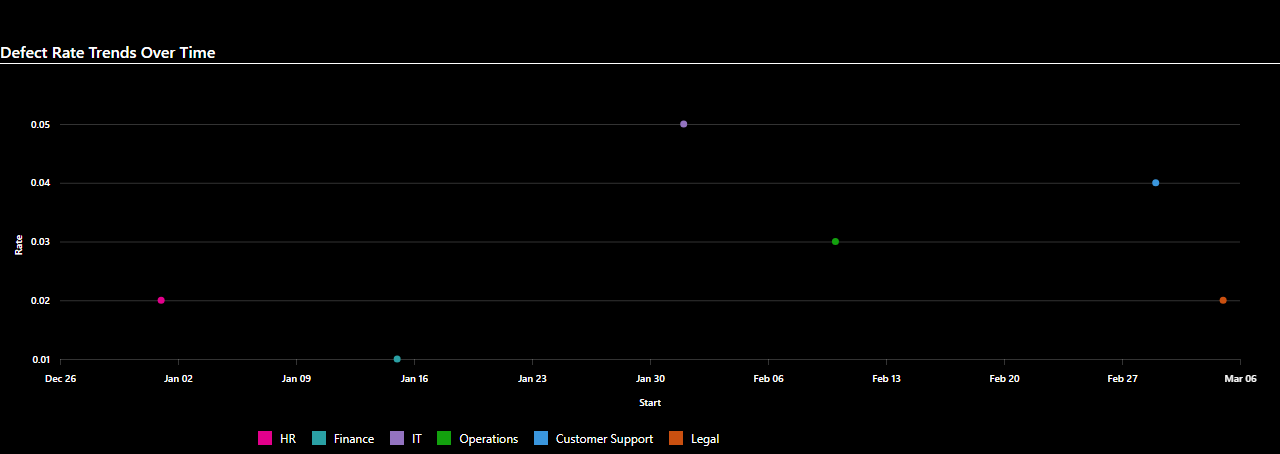 Defect Rate Trends Over Time
0.05
0.04
0.03
0.02
0.01
Rate
Dec 26 Jan 02 Jan 09 Jan 16 Jan 23 Jan 30 Feb 06 Feb 13 Feb 20 Feb 27 Mar 06
Start
HR Finance IT Operations Customer Support Legal